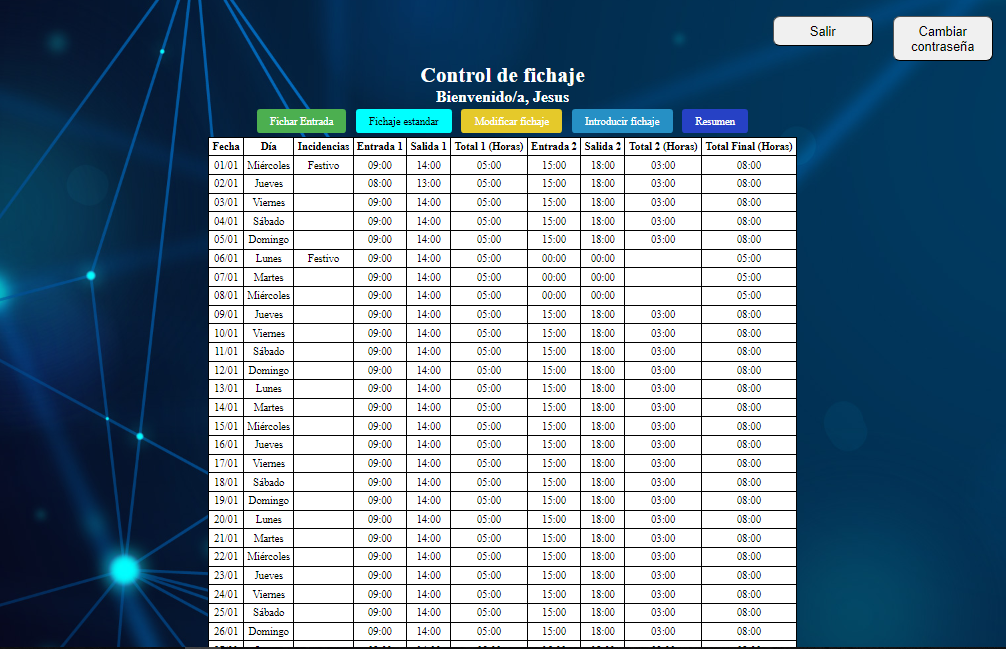 Salir
Cambiar
contraseña
Control de fichaje
Bienvenido/a, Jesus
Fichar Entrada Fichaje estandar Modificar fichaje Introducir fichaje Resumen
Fecha Día Incidencias Entrada 1 Salida 1 Total 1 (Horas) Entrada 2 Salida 2 Total 2 (Horas) Total Final (Horas)
01/01 Miércoles Festivo 09:00 14:00 05:00 15:00 18:00 03:00 08:00
02/01 Jueves 08:00 13:00 05:00 15:00 18:00 03:00 08:00
03/01 Viernes 09:00 14:00 05:00 15:00 18:00 03:00 08:00
04/01 Sábado 09:00 14:00 05:00 15:00 18:00 03:00 08:00
05/01 Domingo 09:00 14:00 05:00 15:00 18:00 03:00 08:00
06/01 Lunes Festivo 09:00 14:00 05:00 00:00 00:00 05:00
07/01 Martes 09:00 14:00 05:00 00:00 00:00 05:00
08/01 Miércoles 09:00 14:00 05:00 00:00 00:00 05:00
09/01 Jueves 09:00 14:00 05:00 15:00 18:00 03:00 08:00
10/01 Viernes 09:00 14:00 05:00 15:00 18:00 03:00 08:00
11/01 Sábado 09:00 14:00 05:00 15:00 18:00 03:00 08:00
12/01 Domingo 09:00 14:00 05:00 15:00 18:00 03:00 08:00
13/01 Lunes 09:00 14:00 05:00 15:00 18:00 03:00 08:00
14/01 Martes 09:00 14:00 05:00 15:00 18:00 03:00 08:00
15/01 Miércoles 09:00 14:00 05:00 15:00 18:00 03:00 08:00
16/01 Jueves 09:00 14:00 05:00 15:00 18:00 03:00 08:00
17/01 Viernes 09:00 14:00 05:00 15:00 18:00 03:00 08:00
18/01 Sábado 09:00 14:00 05:00 15:00 18:00 03:00 08:00
19/01 Domingo 09:00 14:00 05:00 15:00 18:00 03:00 08:00
20/01 Lunes 09:00 14:00 05:00 15:00 18:00 03:00 08:00
21/01 Martes 09:00 14:00 05:00 15:00 18:00 03:00 08:00
22/01 Miércoles 09:00 14:00 05:00 15:00 18:00 03:00 08:00
23/01 Jueves 09:00 14:00 05:00 15:00 18:00 03:00 08:00
24/01 Viernes 09:00 14:00 05:00 15:00 18:00 03:00 08:00
25/01 Sábado 09:00 14:00 05:00 15:00 18:00 03:00 08:00
26/01 Domingo 09:00 14:00 05:00 15:00 18:00 03:00 08:00